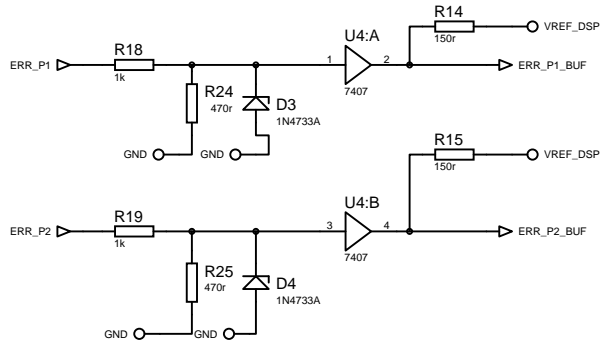 R14
VREF_DSP
150r
U4:A
R18
ERR_P1
1
2
ERR_P1_BUF
1k
7407
R24
470r
D3
1N4733A
GND
GND
R15
VREF_DSP
150r
U4:B
R19
ERR_P2
3
4
ERR_P2_BUF
1k
7407
R25
470r
D4
1N4733A
GND
GND